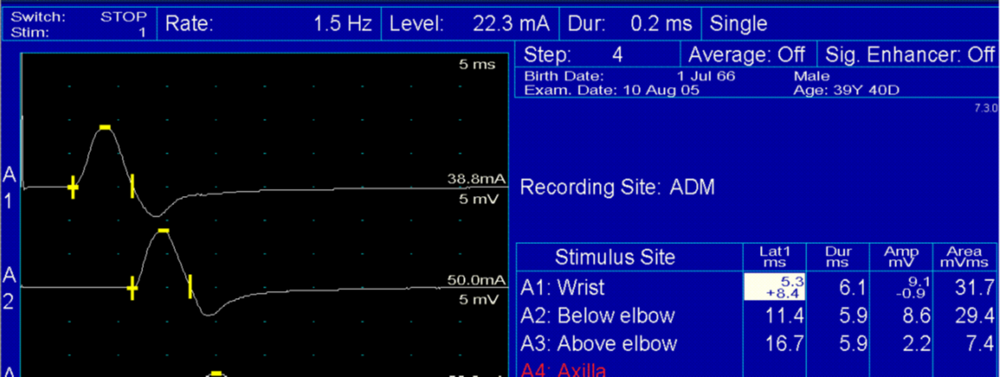 Switch: STOP
Stim: 1
Rate: 1.5 Hz
Level: 22.3 mA
Dur: 0.2 ms
Single
Step: 4
Average: Off
Sig. Enhancer: Off
Birth Date: 1 Jul 66 Male
Exam. Date: 10 Aug 05 Age: 39Y 40D
7.3.0
5 ms
A
1
38.8mA
5 mV
A
2
50.0mA
5 mV
A
Recording Site: ADM
Stimulus Site Lat1 ms Dur ms Amp mV Area mVms
A1: Wrist 5.3 +8.4 6.1 9.1 -0.9 31.7
A2: Below elbow 11.4 5.9 8.6 29.4
A3: Above elbow 16.7 5.9 2.2 7.4
A4: Axilla